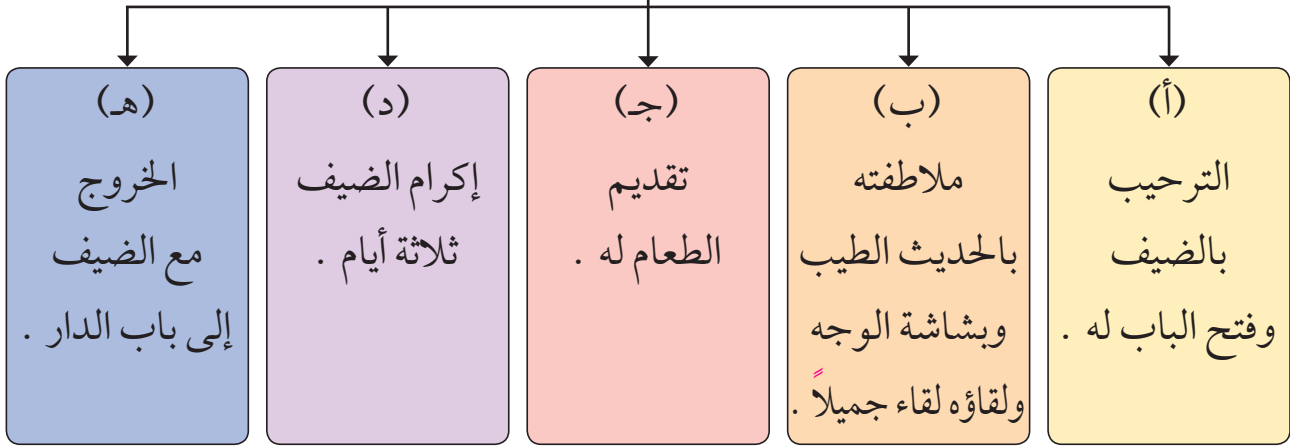 (أ)
الترحيب
بالضيف
وفتح الباب له .
(ب)
ملاطفته
بالحديث الطيب
وبشاشة الوجه
ولقاؤه لقاء جميلاً .
(جـ)
تقديم
الطعام له .
(د)
إكرام الضيف
ثلاثة أيام .
(هـ)
الخروج
مع الضيف
إلى باب الدار .